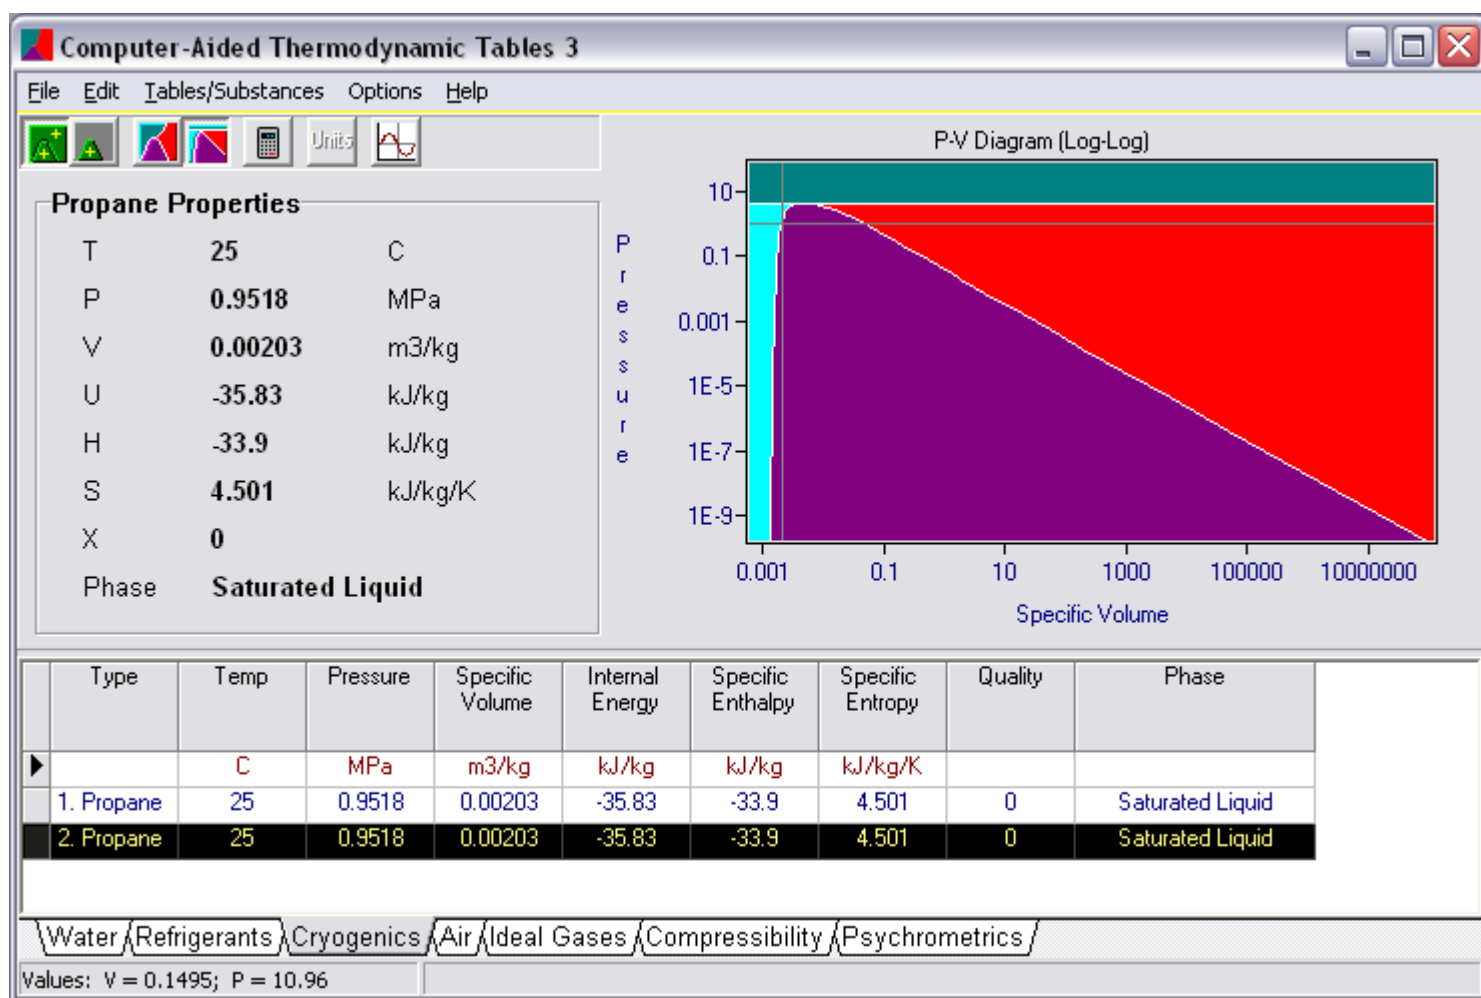 Computer-Aided Thermodynamic Tables 3
File Edit Tables/Substances Options Help
Units
Propane Properties
T 25 C
P 0.9518 MPa
V 0.00203 m3/kg
U -35.83 kJ/kg
H -33.9 kJ/kg
S 4.501 kJ/kg/K
X 0
Phase Saturated Liquid
P-V Diagram (Log-Log)
Pressure
10
0.1
0.001
1E-5
1E-7
1E-9
0.001 0.1 10 1000 100000 10000000
Specific Volume
Type Temp Pressure Specific Volume Internal Energy Specific Enthalpy Specific Entropy Quality Phase
C MPa m3/kg kJ/kg kJ/kg kJ/kg/K
1. Propane 25 0.9518 0.00203 -35.83 -33.9 4.501 0 Saturated Liquid
2. Propane 25 0.9518 0.00203 -35.83 -33.9 4.501 0 Saturated Liquid
Water Refrigerants Cryogenics Air Ideal Gases Compressibility Psychrometrics
Values: V = 0.1495; P = 10.96